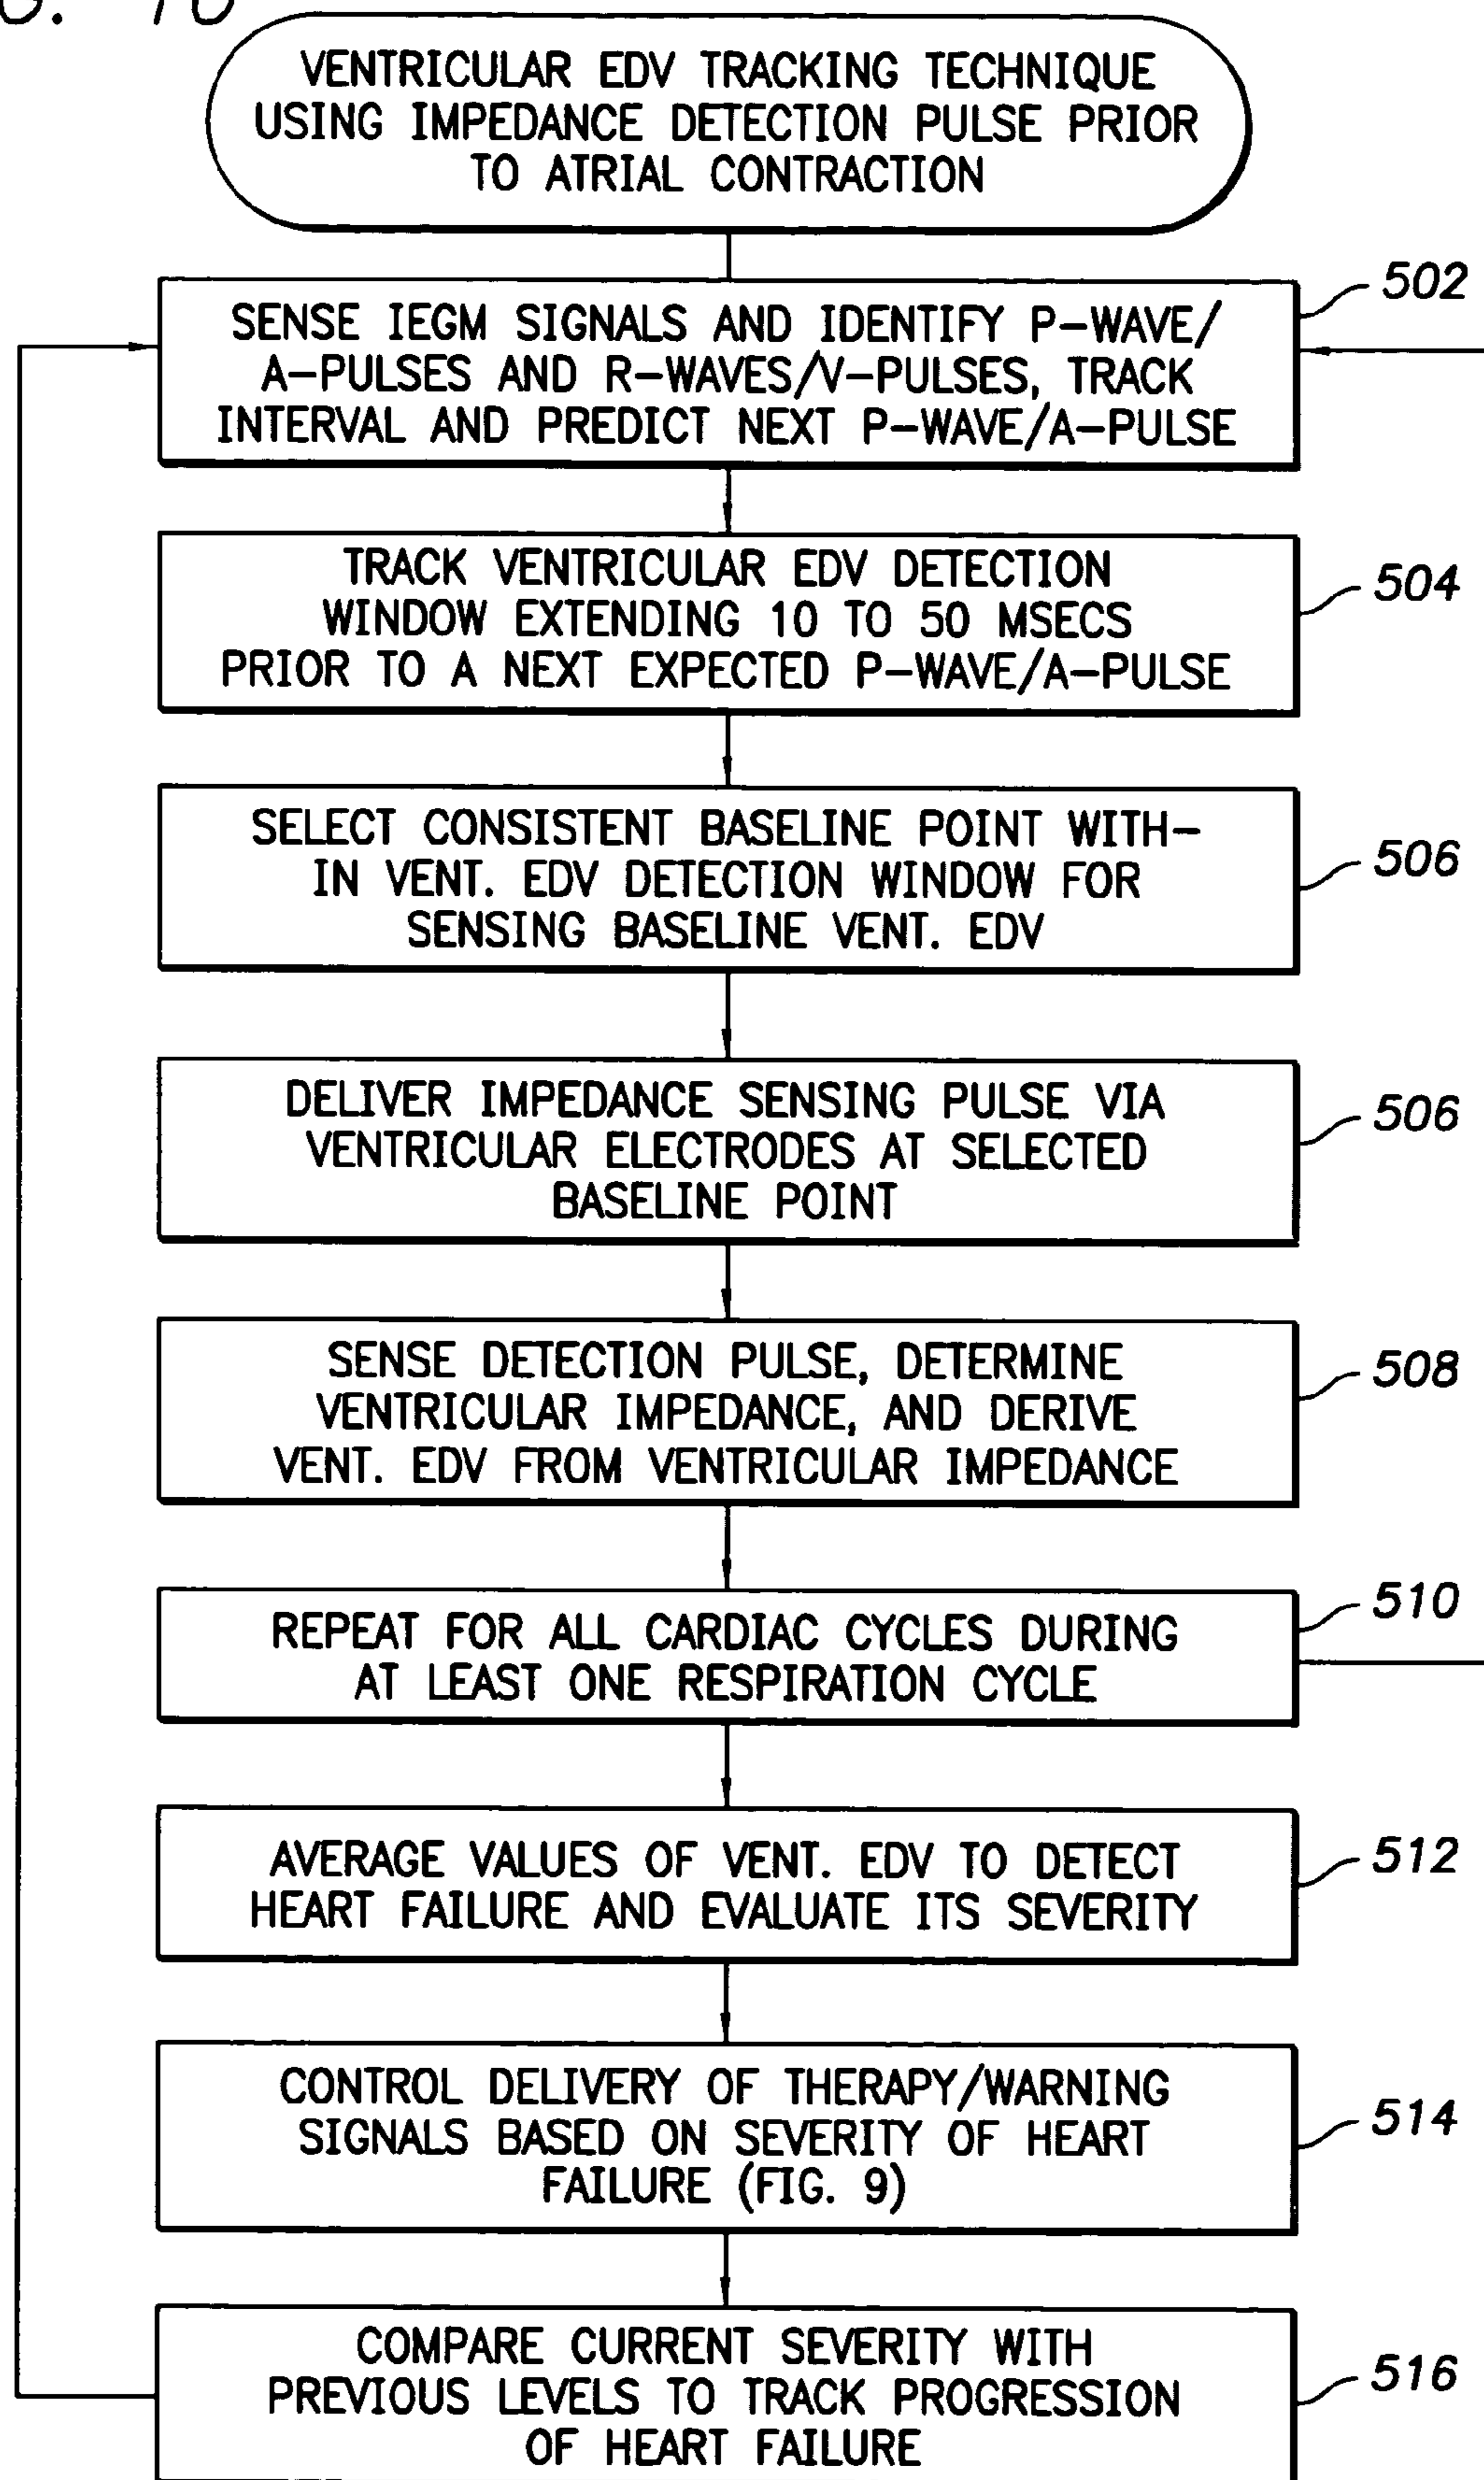 G. 10
VENTRICULAR EDV TRACKING TECHNIQUE
USING IMPEDANCE DETECTION PULSE PRIOR
TO ATRIAL CONTRACTION
502
SENSE IEGM SIGNALS AND IDENTIFY P-WAVE/
A-PULSES AND R-WAVES/V-PULSES, TRACK
INTERVAL AND PREDICT NEXT P-WAVE/A-PULSE
504
TRACK VENTRICULAR EDV DETECTION
WINDOW EXTENDING 10 TO 50 MSECS
PRIOR TO A NEXT EXPECTED P-WAVE/A-PULSE
506
SELECT CONSISTENT BASELINE POINT WITH-
IN VENT. EDV DETECTION WINDOW FOR
SENSING BASELINE VENT. EDV
506
DELIVER IMPEDANCE SENSING PULSE VIA
VENTRICULAR ELECTRODES AT SELECTED
BASELINE POINT
508
SENSE DETECTION PULSE, DETERMINE
VENTRICULAR IMPEDANCE, AND DERIVE
VENT. EDV FROM VENTRICULAR IMPEDANCE
510
REPEAT FOR ALL CARDIAC CYCLES DURING
AT LEAST ONE RESPIRATION CYCLE
512
AVERAGE VALUES OF VENT. EDV TO DETECT
HEART FAILURE AND EVALUATE ITS SEVERITY
514
CONTROL DELIVERY OF THERAPY/WARNING
SIGNALS BASED ON SEVERITY OF HEART
FAILURE (FIG. 9)
516
COMPARE CURRENT SEVERITY WITH
PREVIOUS LEVELS TO TRACK PROGRESSION
OF HEART FAILURE